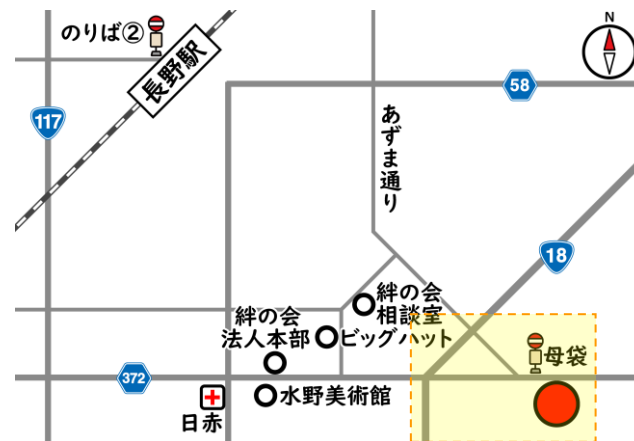 のりば②
N
長野駅
58
117
あずま通り
18
絆の会
相談室
絆の会
法人本部
ビッグハット
母袋
372
水野美術館
日赤